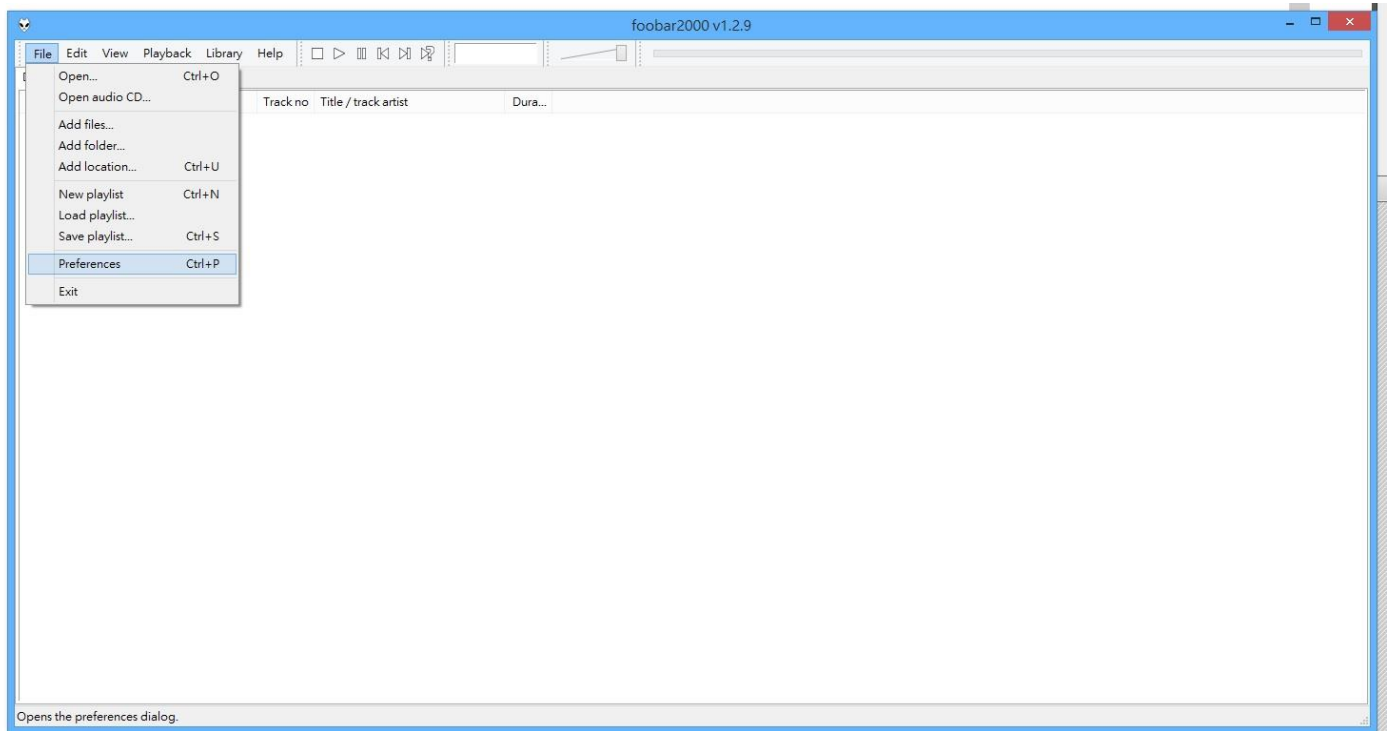 foobar2000 v1.2.9
File Edit View Playback Library Help
Open... Ctrl+O
Open audio CD...
Track no Title / track artist Dura...
Add files...
Add folder...
Add location... Ctrl+U
New playlist Ctrl+N
Load playlist...
Save playlist... Ctrl+S
Preferences Ctrl+P
Exit
Opens the preferences dialog.